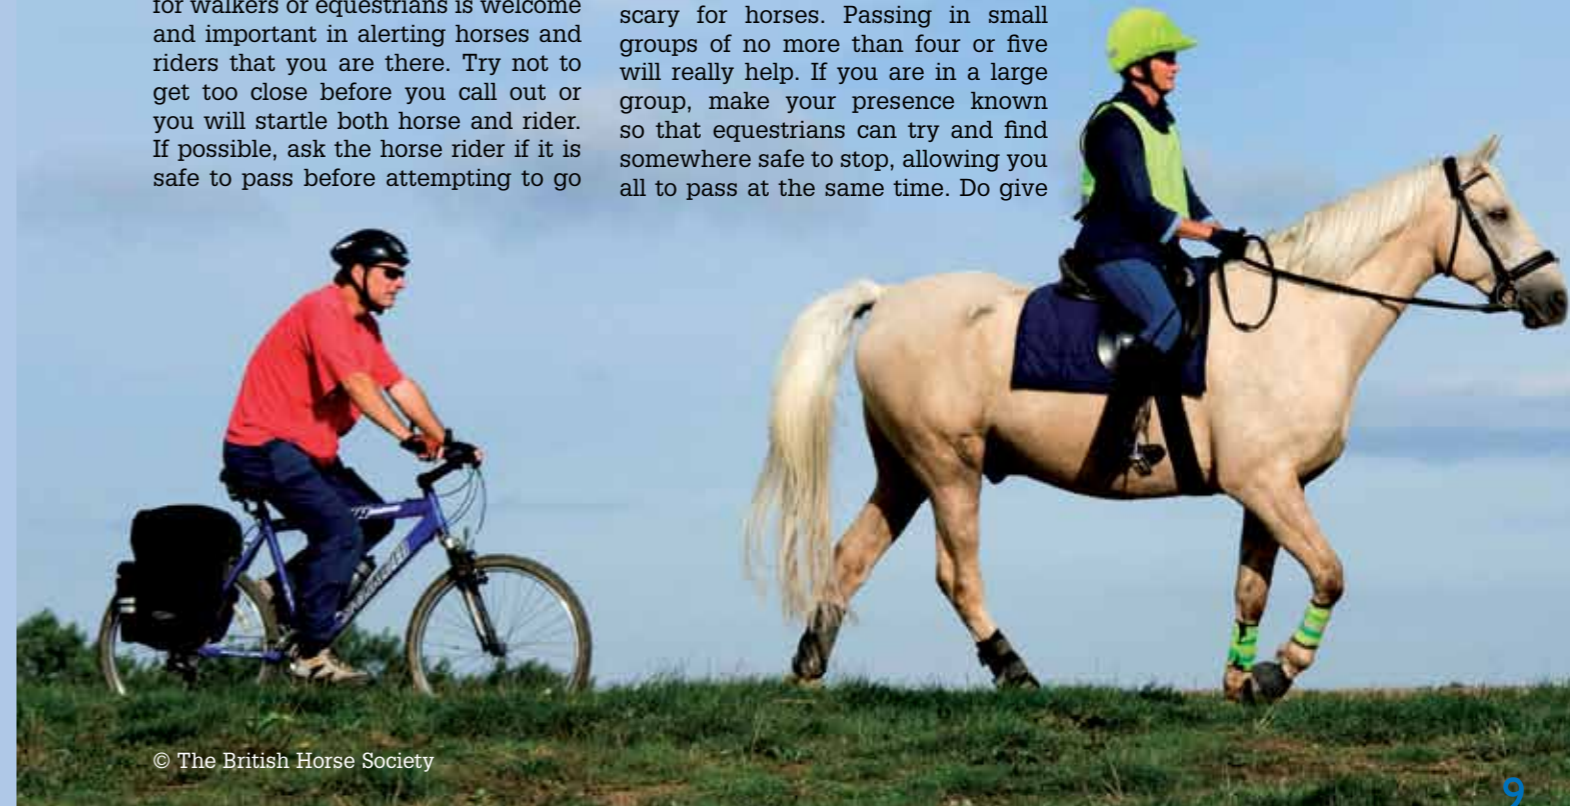 for walkers or equestrians is welcome
and important in alerting horses and
riders that you are there. Try not to
get too close before you call out or
you will startle both horse and rider.
If possible, ask the horse rider if it is
safe to pass before attempting to go
scary for horses. Passing in small
groups of no more than four or five
will really help. If you are in a large
group, make your presence known
so that equestrians can try and find
somewhere safe to stop, allowing you
all to pass at the same time. Do give
© The British Horse Society
9